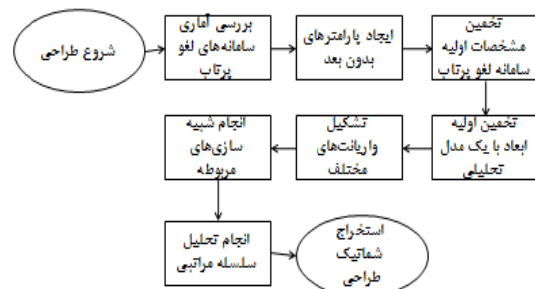 شروع طراحی
بررسی آماری
سامانه‌های لغو
پرتاب
ایجاد پارامترهای
بدون بعد
تخمین
مشخصات اولیه
سامانه لغو پرتاب
تخمین اولیه
ابعاد با یک مدل
تحلیلی
تشکیل
واریانت‌های
مختلف
انجام شبیه
سازی‌های
مربوطه
انجام تحلیل
سلسله مراتبی
استخراج
شماتیک
طراحی